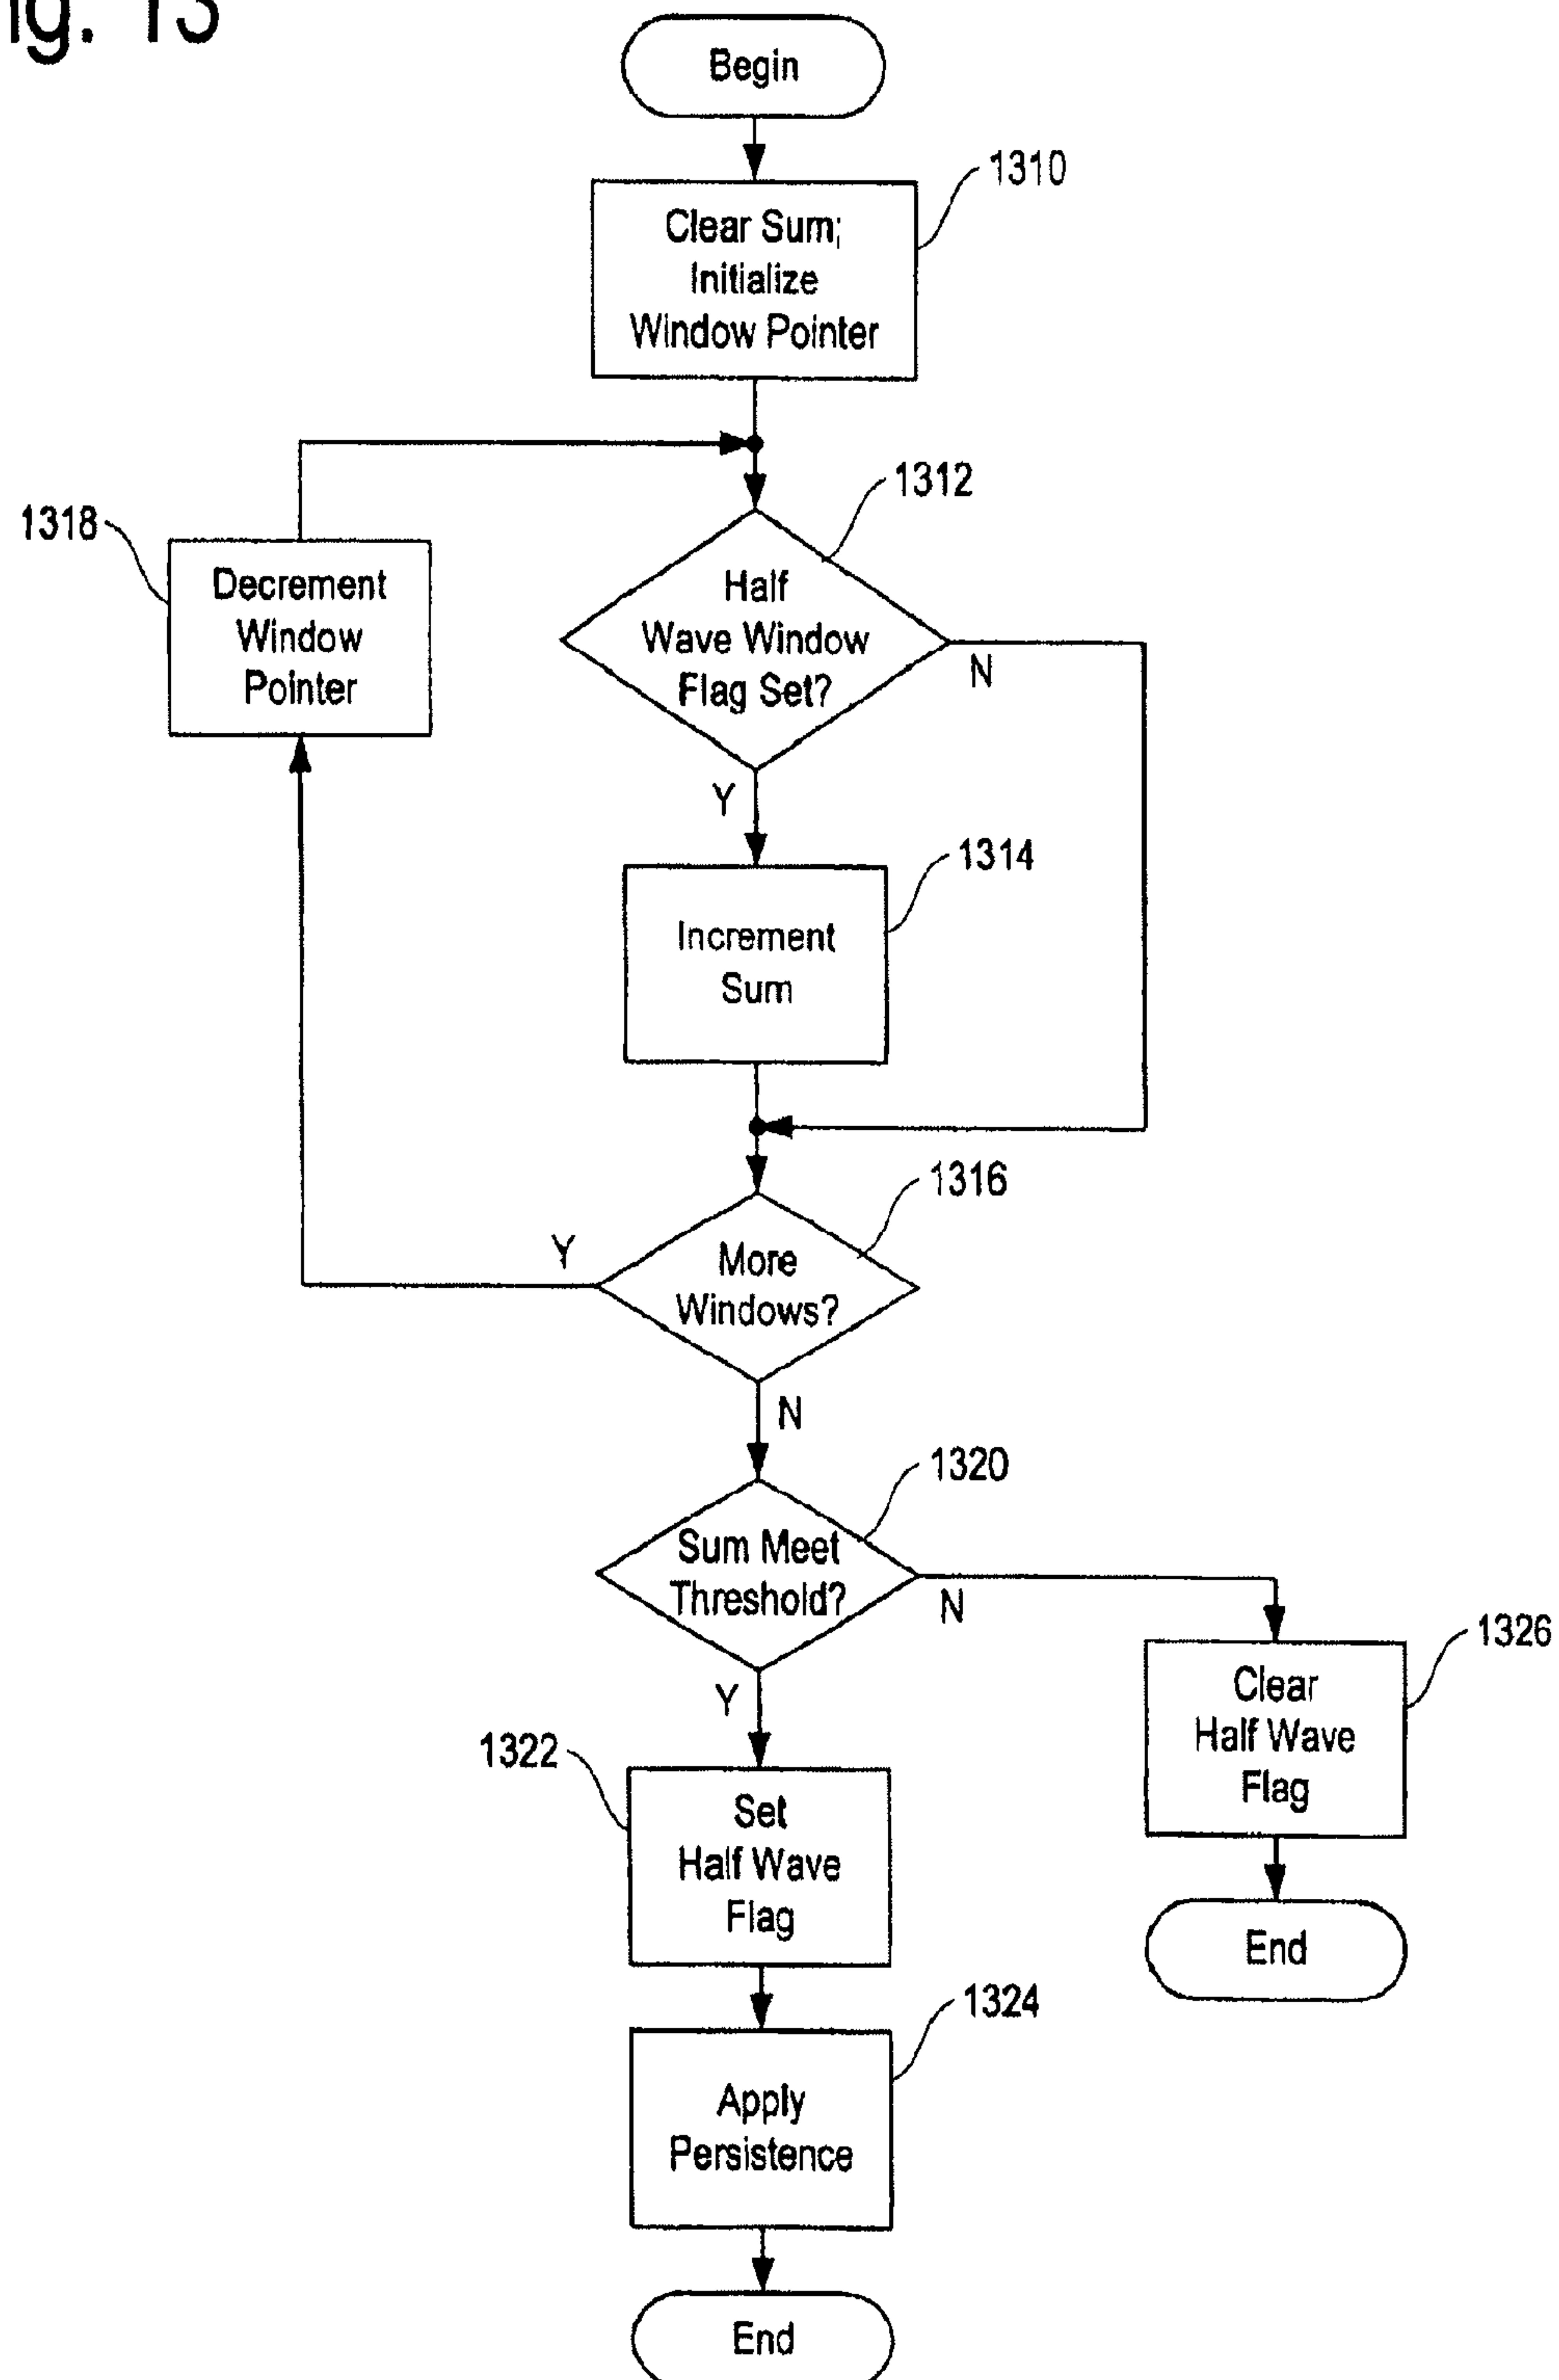 ig. 13
Begin
1310
Clear Sum;
Initialize
Window Pointer
1312
1318
Decrement
Window
Pointer
Half
Wave Window
Flag Set?
N
Y
1314
Increment
Sum
1316
Y
More
Windows?
N
1320
Sum Meet
Threshold?
N
1326
Y
Clear
Half Wave
Flag
1322
Set
Half Wave
Flag
End
1324
Apply
Persistence
End